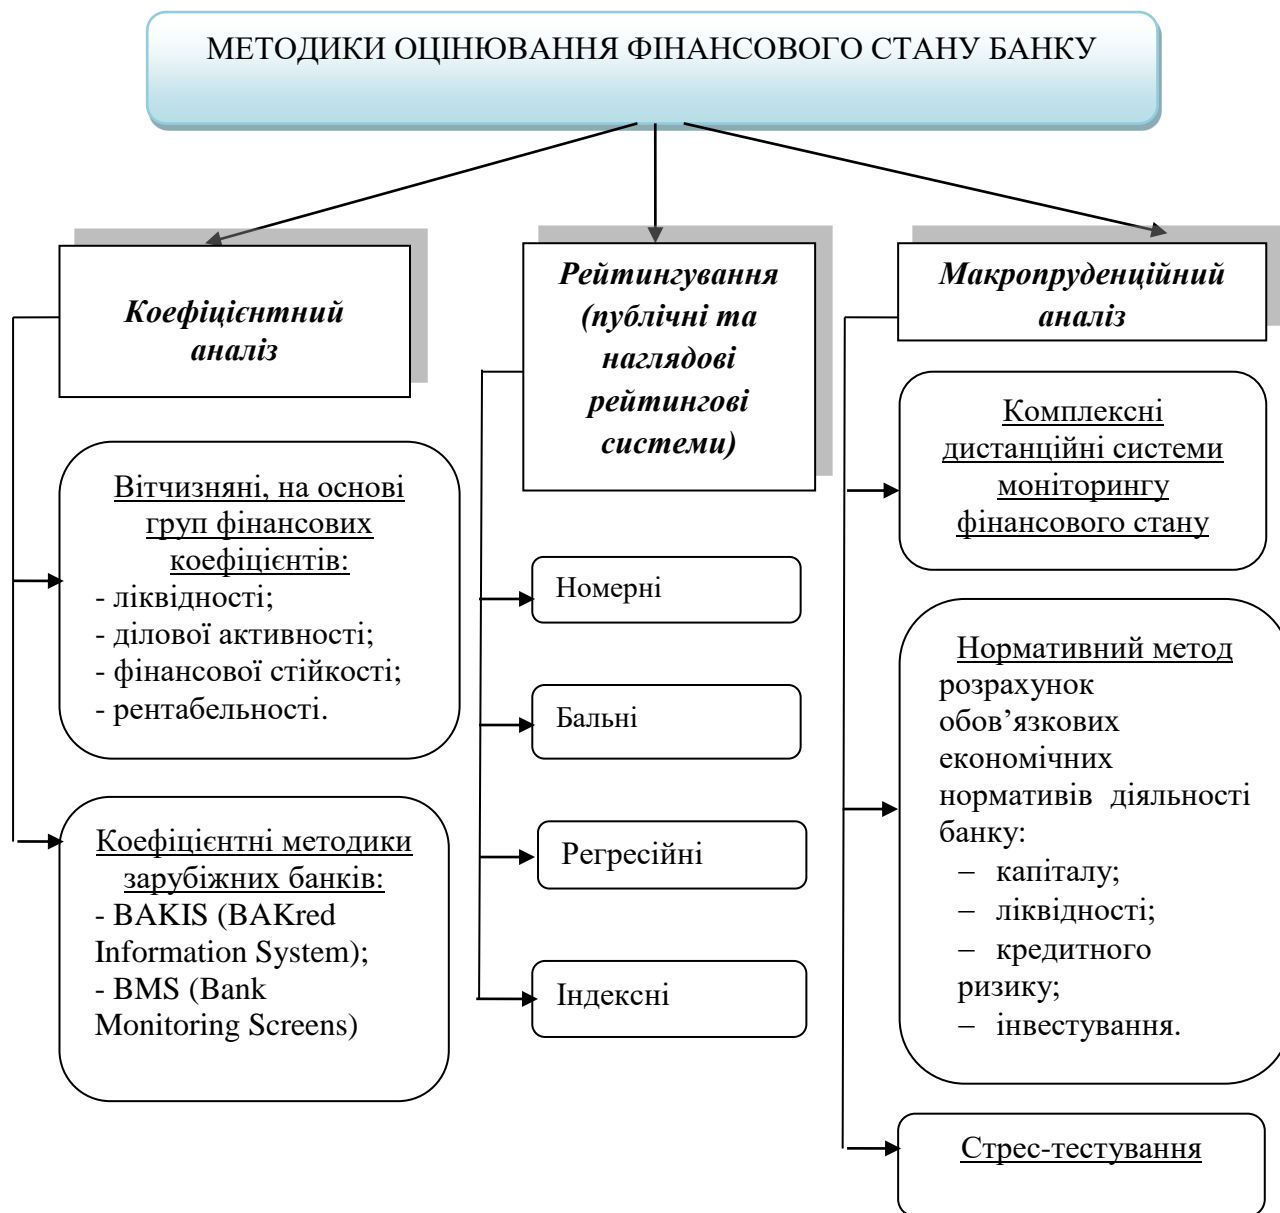 МЕТОДИКИ ОЦІНЮВАННЯ ФІНАНСОВОГО СТАНУ БАНКУ
Коефіцієнтний
аналіз
Вітчизняні, на основі
груп фінансових
коефіцієнтів:
- ліквідності;
- ділової активності;
- фінансової стійкості;
- рентабельності.
Коефіцієнтні методики
зарубіжних банків:
- BAKIS (BAKred
Information System);
- BMS (Bank
Monitoring Screens)
Рейтингування
(публічні та
наглядові
рейтингові
системи)
Номерні
Бальні
Регресійні
Індексні
Макропруденційний
аналіз
Комплексні
дистанційні системи
моніторингу
фінансового стану
Нормативний метод
розрахунок
обов’язкових
економічних
нормативів діяльності
банку:
– капіталу;
– ліквідності;
– кредитного
ризику;
– інвестування.
Стрес-тестування